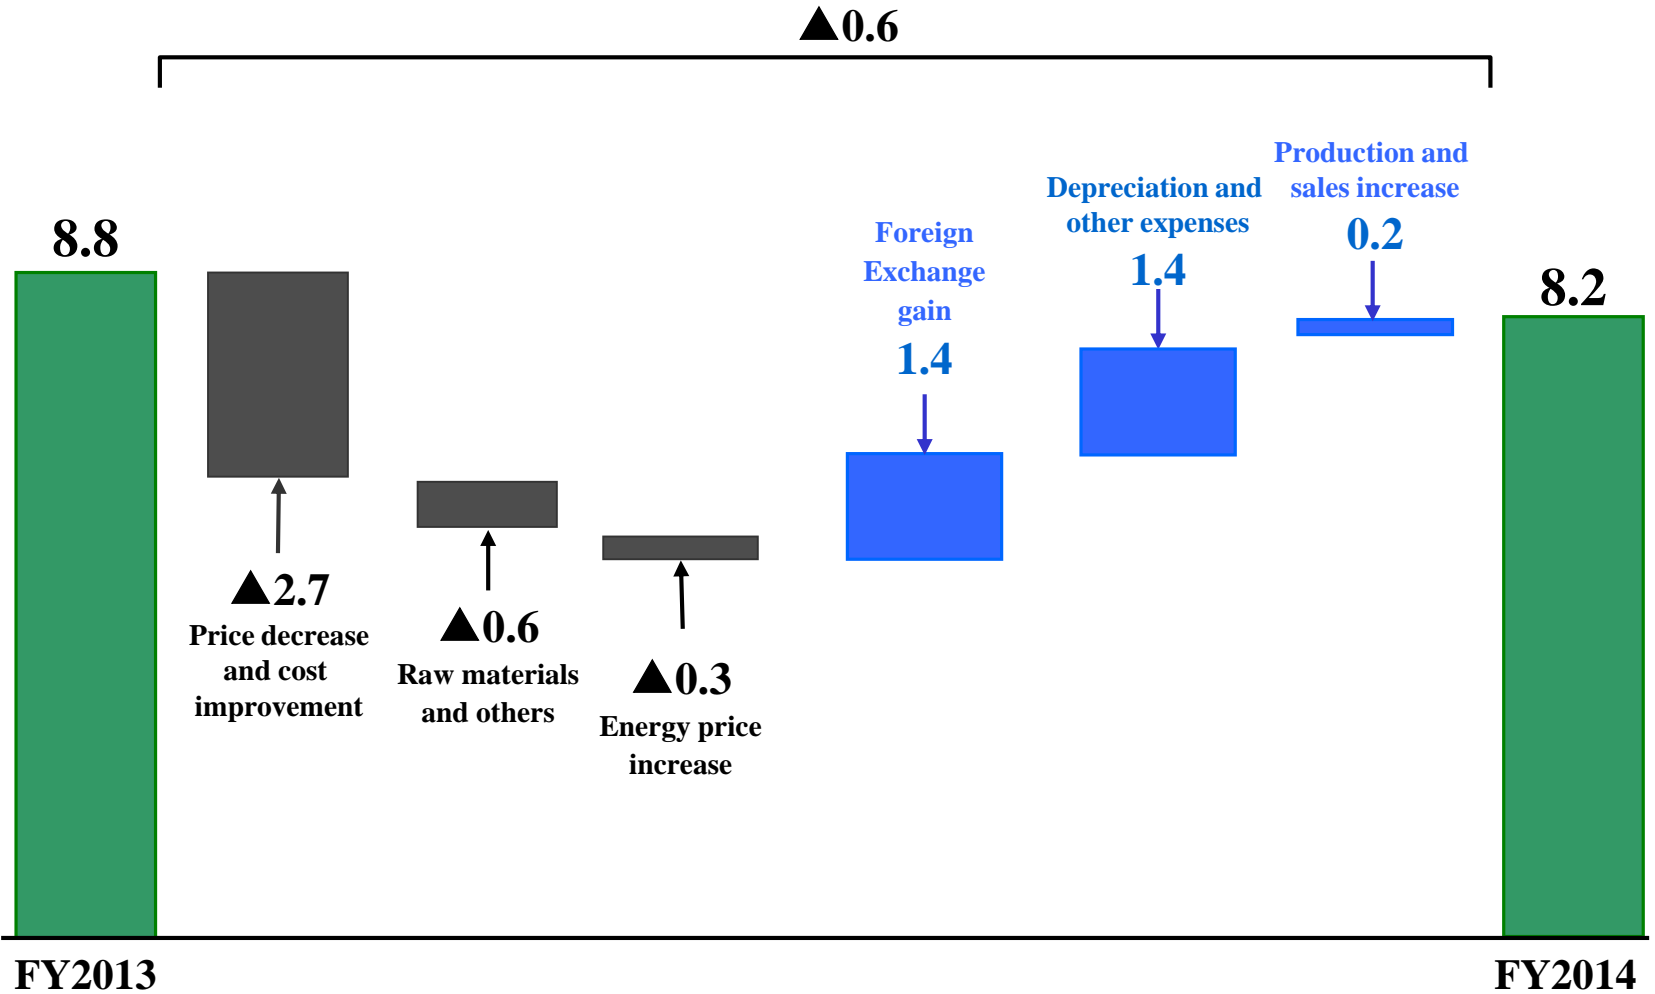 ▲0.6
8.8
▲2.7
Price decrease
and cost
improvement
▲0.6
Raw materials
and others
▲0.3
Energy price
increase
Foreign
Exchange
gain
1.4
Depreciation and
other expenses
1.4
Production and
sales increase
0.2
8.2
FY2013
FY2014